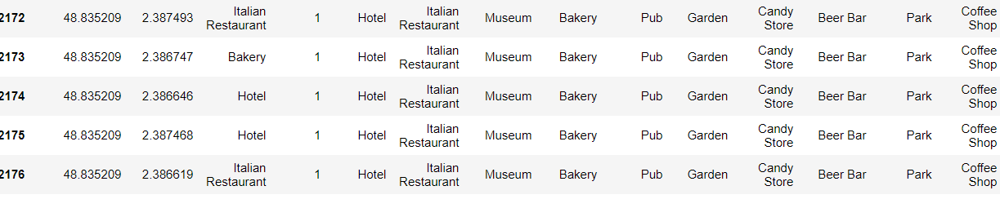 2172 48.835209 2.387493 Italian Restaurant 1 Hotel Italian Restaurant Museum Bakery Pub Garden Candy Store Beer Bar Park Coffee Shop
2173 48.835209 2.386747 Bakery 1 Hotel Italian Restaurant Museum Bakery Pub Garden Candy Store Beer Bar Park Coffee Shop
2174 48.835209 2.386646 Hotel 1 Hotel Italian Restaurant Museum Bakery Pub Garden Candy Store Beer Bar Park Coffee Shop
2175 48.835209 2.387468 Hotel 1 Hotel Italian Restaurant Museum Bakery Pub Garden Candy Store Beer Bar Park Coffee Shop
2176 48.835209 2.386619 Italian Restaurant 1 Hotel Italian Restaurant Museum Bakery Pub Garden Candy Store Beer Bar Park Coffee Shop